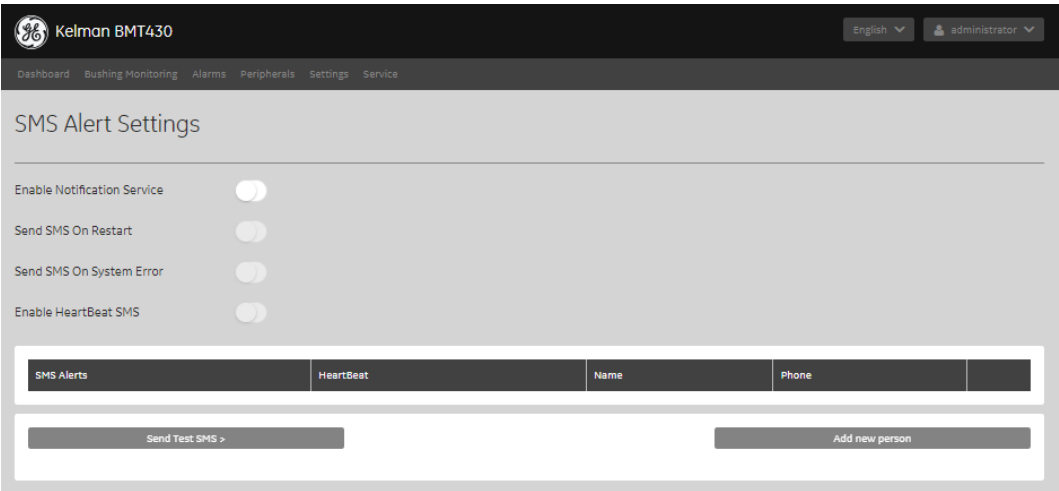 Kelman BMT430 English administrator
Dashboard Bushing Monitoring Alarms Peripherals Settings Service
SMS Alert Settings
Enable Notification Service
Send SMS On Restart
Send SMS On System Error
Enable HeartBeat SMS
SMS Alerts HeartBeat Name Phone
Send Test SMS > Add new person